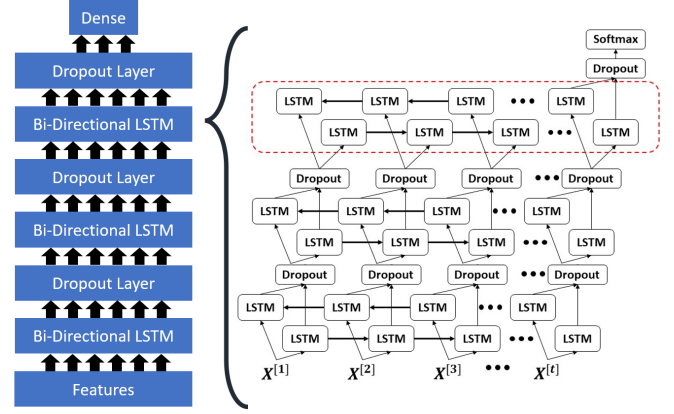 Dense
Dropout Layer
Bi-Directional LSTM
Dropout Layer
Bi-Directional LSTM
Dropout Layer
Bi-Directional LSTM
Features
Softmax
Dropout
LSTM LSTM LSTM ••• LSTM
LSTM LSTM LSTM ••• LSTM
Dropout Dropout Dropout ••• Dropout
LSTM LSTM LSTM ••• LSTM
LSTM LSTM LSTM ••• LSTM
Dropout Dropout Dropout ••• Dropout
LSTM LSTM LSTM ••• LSTM
LSTM LSTM LSTM ••• LSTM
X[1] X[2] X[3] ••• X[t]